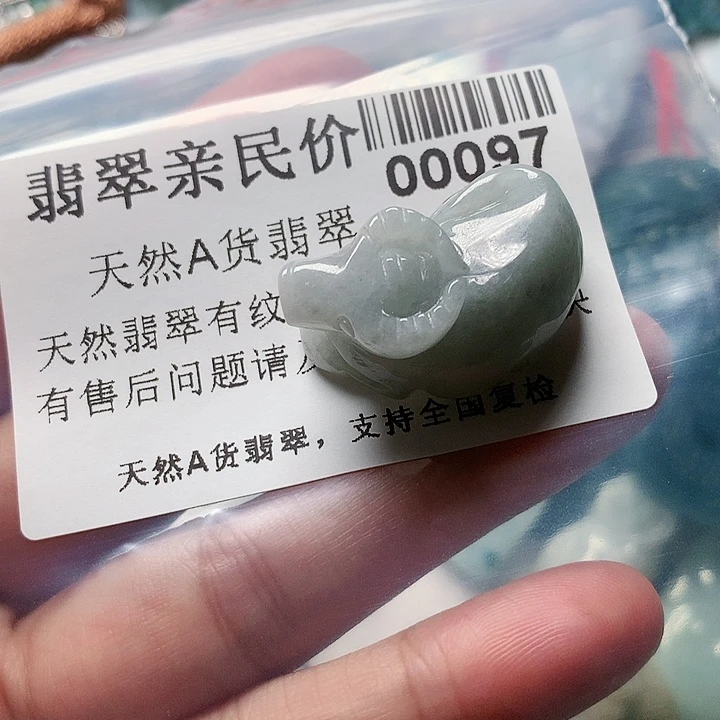 翡翠亲民价
00097
天然A货翡翠
天然翡翠有纹
有售后问题请
天然A货翡翠，支持全国复检